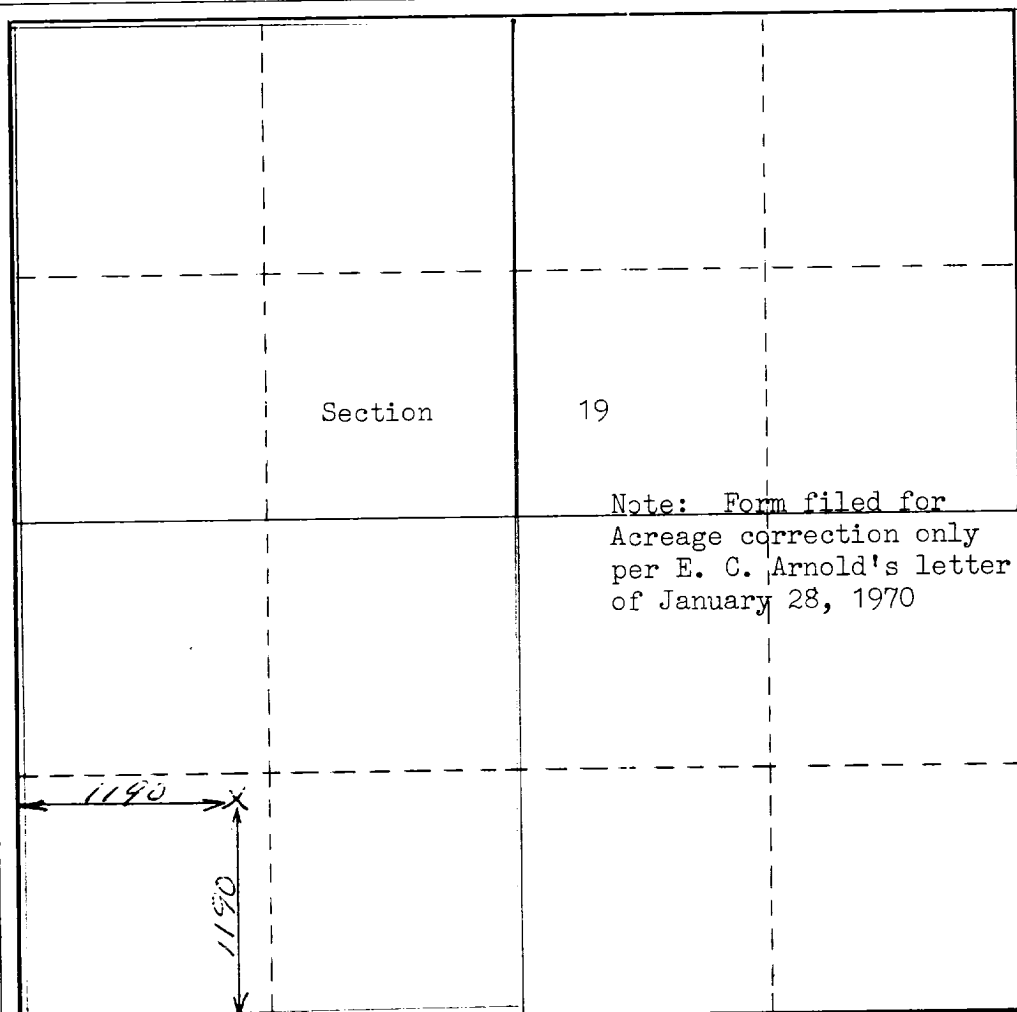 Section 19
Note: Form filed for
Acreage correction only
per E. C. Arnold's letter
of January 28, 1970
1190 X
1190